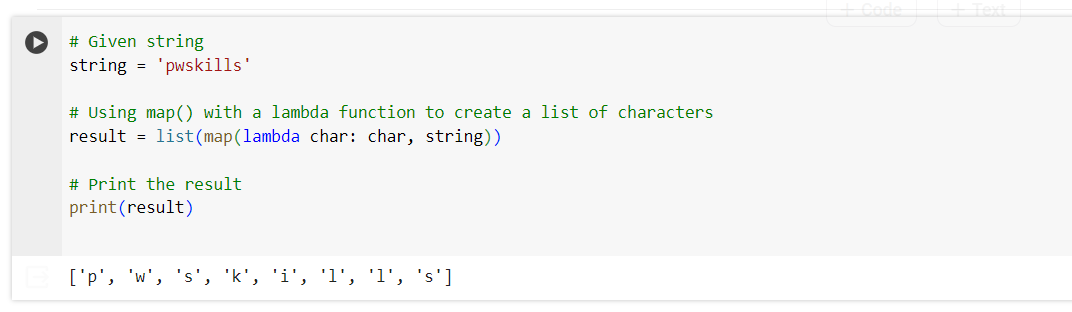 + Code + Text
# Given string
string = 'pwskills'
# Using map() with a lambda function to create a list of characters
result = list(map(lambda char: char, string))
# Print the result
print(result)
['p', 'w', 's', 'k', 'i', 'l', 'l', 's']